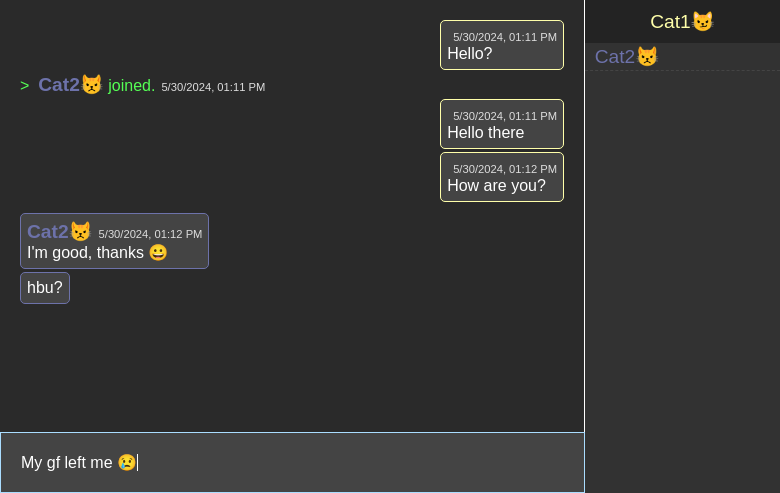 5/30/2024, 01:11 PM
Hello?
> Cat2😾 joined. 5/30/2024, 01:11 PM
5/30/2024, 01:11 PM
Hello there
5/30/2024, 01:12 PM
How are you?
Cat2😾 5/30/2024, 01:12 PM
I'm good, thanks 😀
hbu?
My gf left me 😢
Cat1😼
Cat2😾